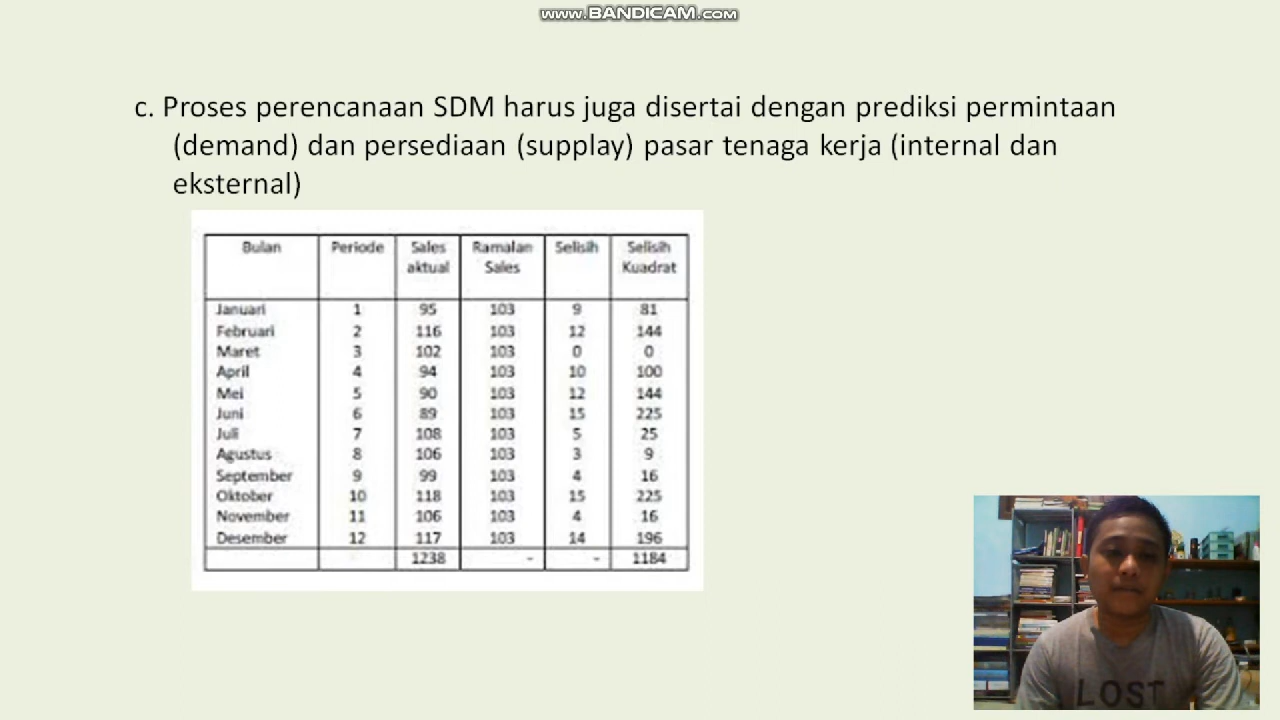 www.BANDICAM.com
c. Proses perencanaan SDM harus juga disertai dengan prediksi permintaan
(demand) dan persediaan (supplay) pasar tenaga kerja (internal dan
eksternal)
Bulan Periode Sales aktual Ramalan Sales Selisih Selisih Kuadrat
Januari 1 95 103 9 81
Februari 2 116 103 12 144
Maret 3 102 103 0 0
April 4 94 103 10 100
Mei 5 90 103 12 144
Juni 6 89 103 15 225
Juli 7 108 103 5 25
Agustus 8 106 103 3 9
September 9 99 103 4 16
Oktober 10 118 103 15 225
November 11 106 103 4 16
Desember 12 117 103 14 196
1238 - - 1184
LOST